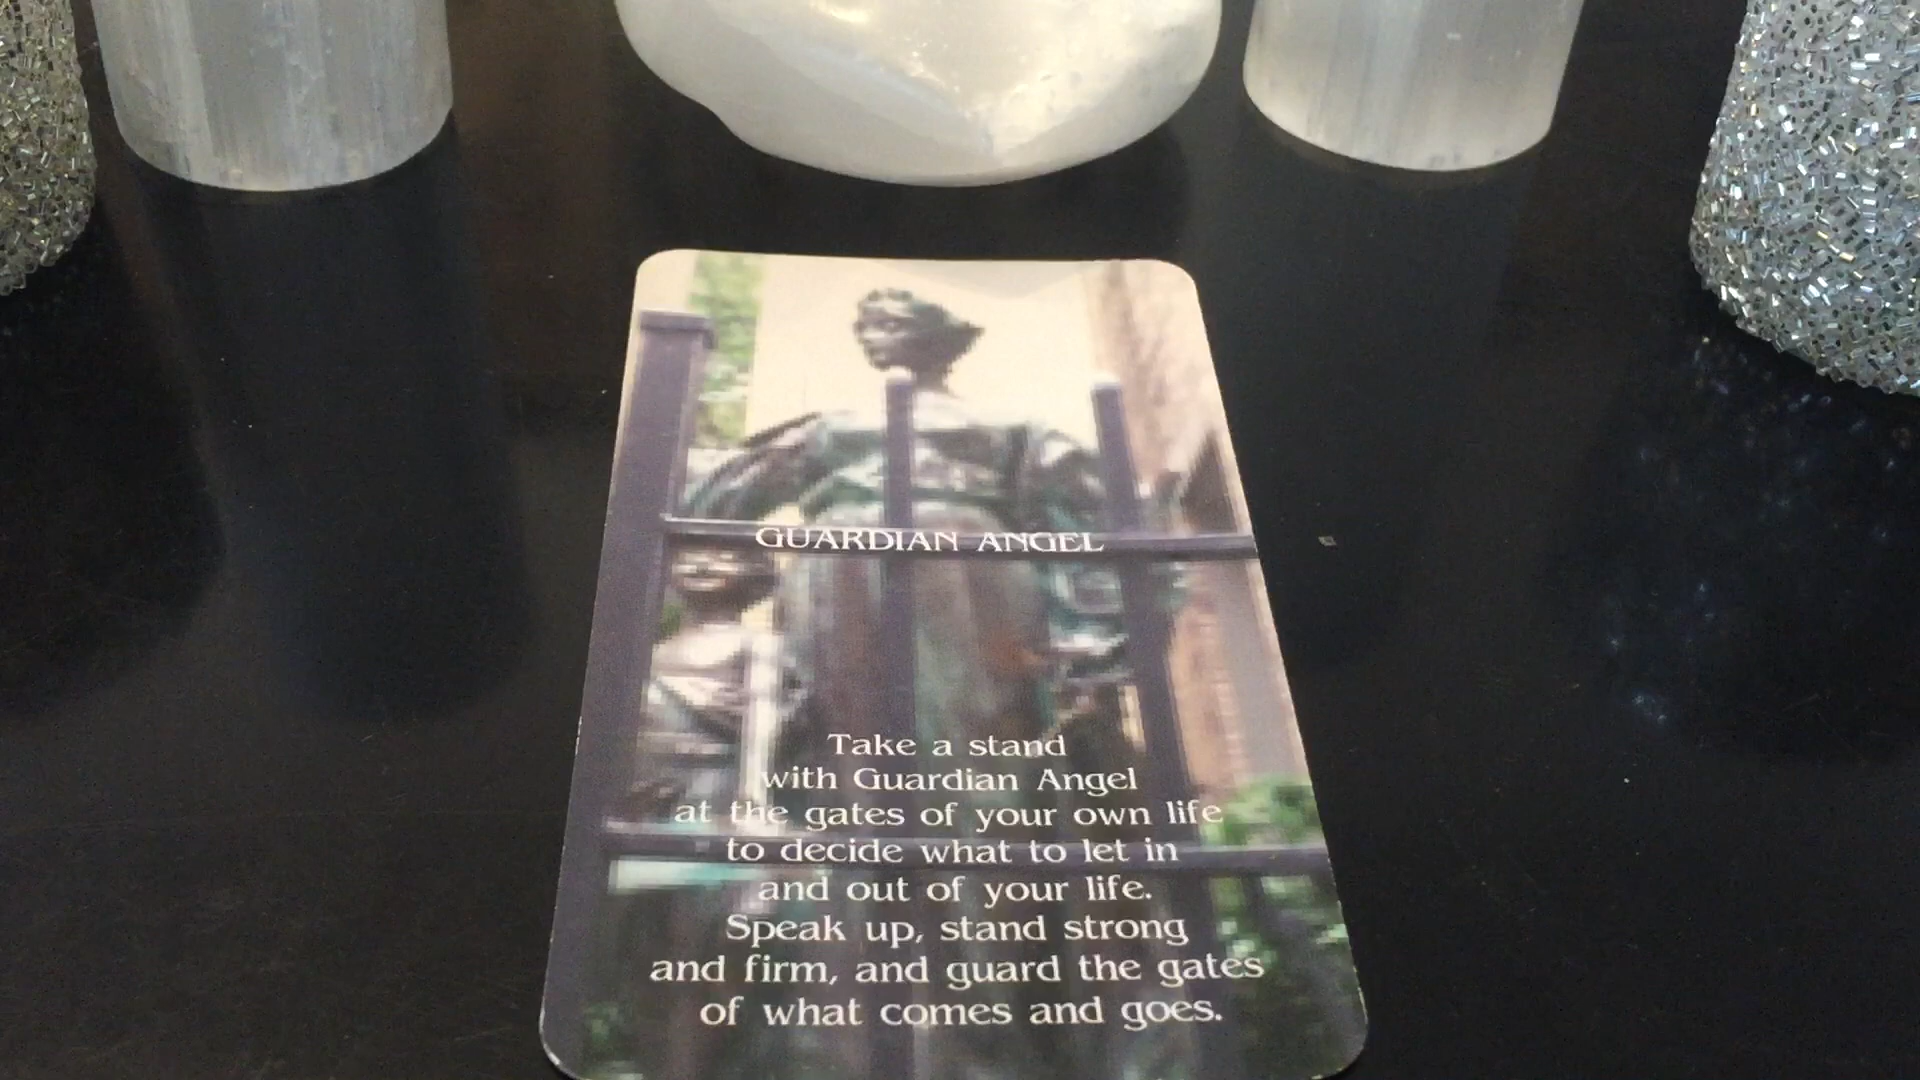 GUARDIAN ANGEL
Take a stand
with Guardian Angel
at the gates of your own life
to decide what to let in
and out of your life.
Speak up, stand strong
and firm, and guard the gates
of what comes and goes.